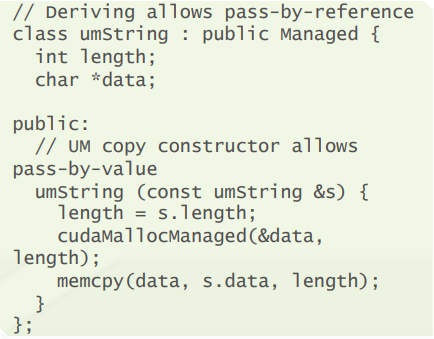 // Deriving allows pass-by-reference
class umString : public Managed {
  int length;
  char *data;

public:
  // UM copy constructor allows
pass-by-value
  umString (const umString &s) {
    length = s.length;
    cudaMallocManaged(&data,
length);
    memcpy(data, s.data, length);
  }
};